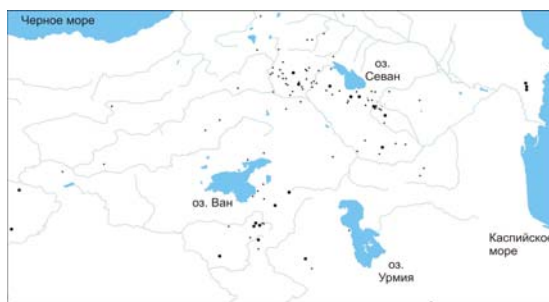 Черное море
оз.
Севан
оз. Ван
Каспийское
море
оз.
Урмия